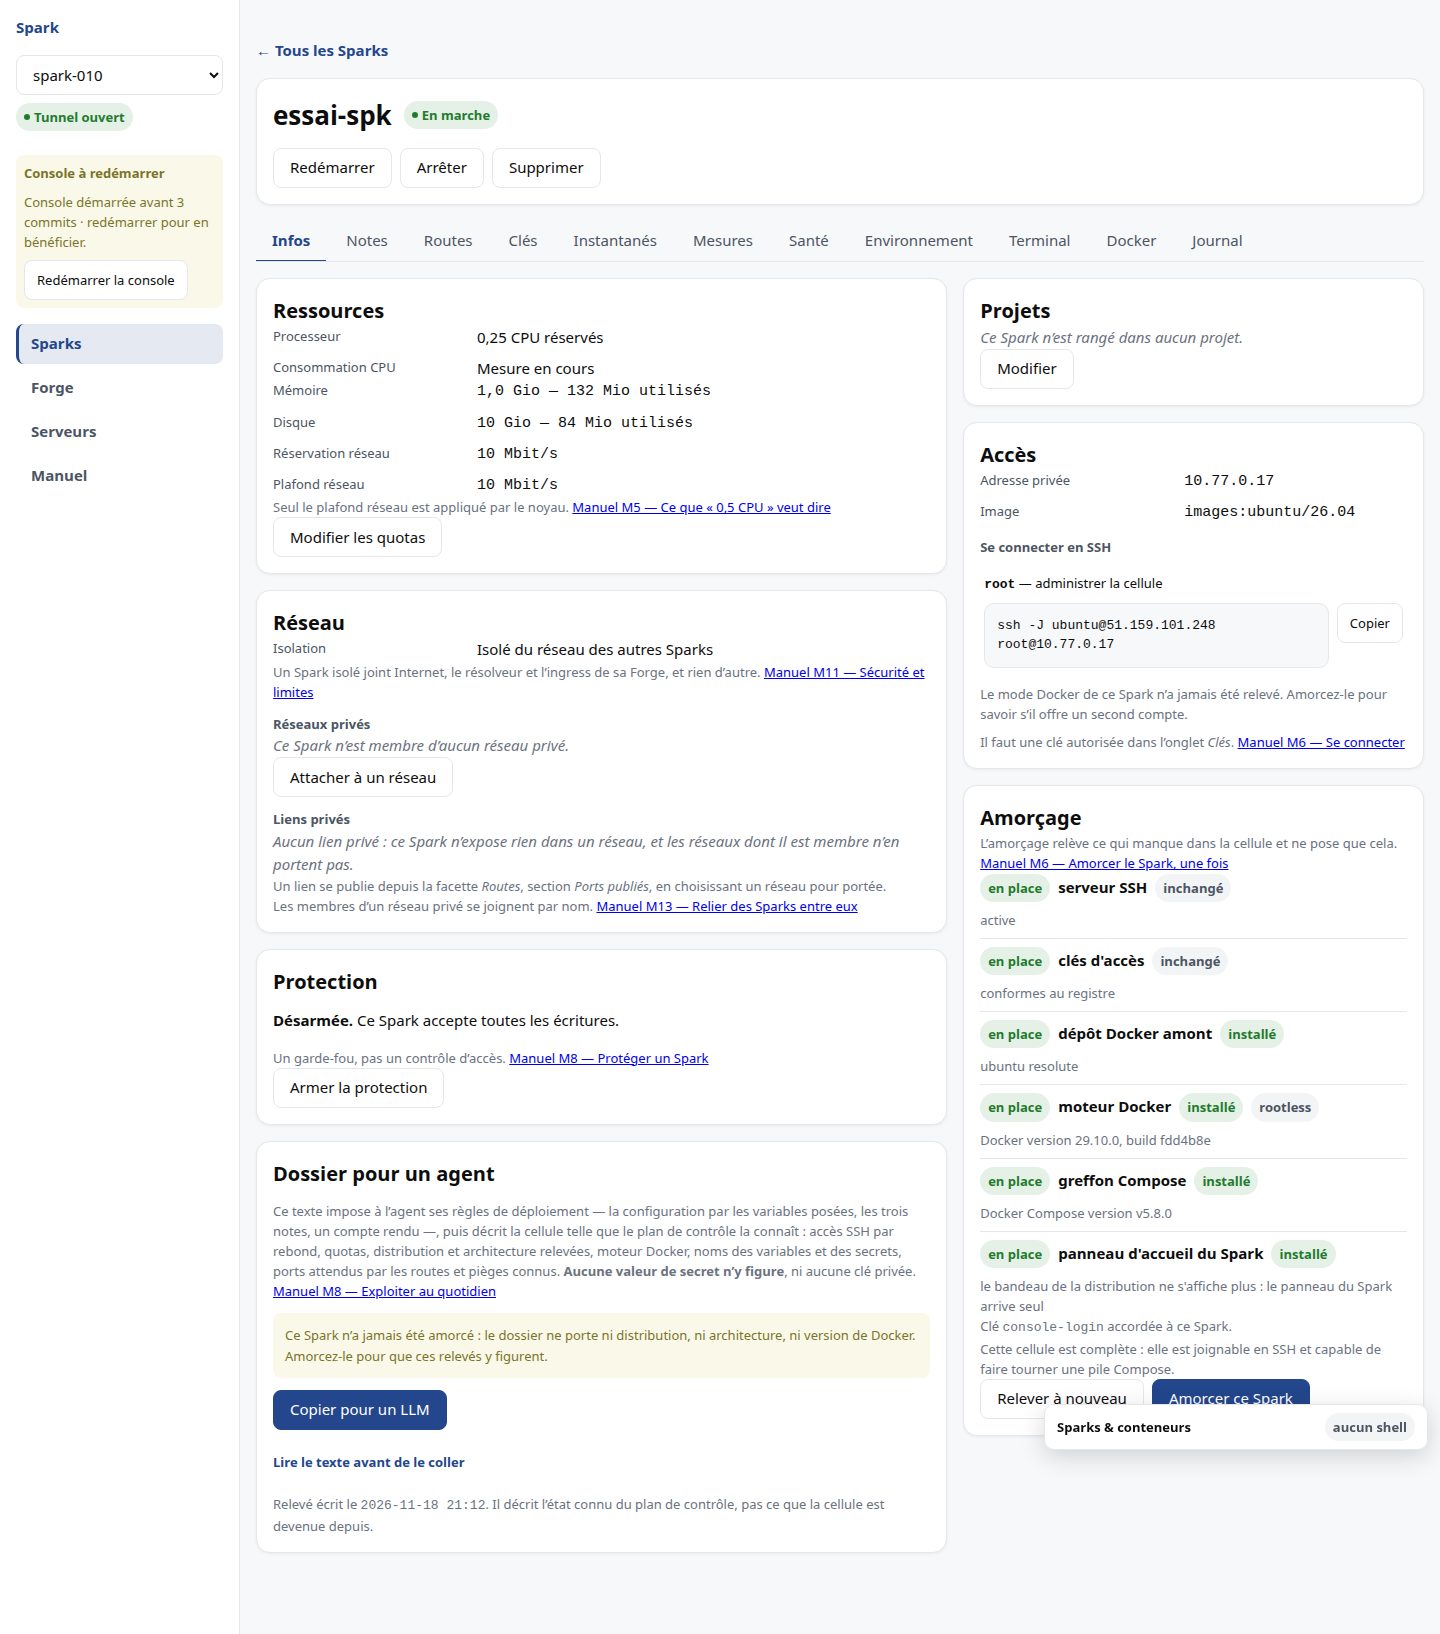 Spark
spark-010
Tunnel ouvert
Console à redémarrer
Console démarrée avant 3
commits · redémarrer pour en
bénéficier.
Redémarrer la console
Sparks
Forge
Serveurs
Manuel
← Tous les Sparks
essai-spk En marche
Redémarrer Arrêter Supprimer
Infos Notes Routes Clés Instantanés Mesures Santé Environnement Terminal Docker Journal
Ressources
Processeur 0,25 CPU réservés
Consommation CPU Mesure en cours
Mémoire 1,0 Gio — 132 Mio utilisés
Disque 10 Gio — 84 Mio utilisés
Réservation réseau 10 Mbit/s
Plafond réseau 10 Mbit/s
Seul le plafond réseau est appliqué par le noyau. Manuel M5 — Ce que « 0,5 CPU » veut dire
Modifier les quotas
Réseau
Isolation Isolé du réseau des autres Sparks
Un Spark isolé joint Internet, le résolveur et l’ingress de sa Forge, et rien d’autre. Manuel M11 — Sécurité et
limites
Réseaux privés
Ce Spark n’est membre d’aucun réseau privé.
Attacher à un réseau
Liens privés
Aucun lien privé : ce Spark n’expose rien dans un réseau, et les réseaux dont il est membre n’en
portent pas.
Un lien se publie depuis la facette Routes, section Ports publiés, en choisissant un réseau pour portée.
Les membres d’un réseau privé se joignent par nom. Manuel M13 — Relier des Sparks entre eux
Protection
Désarmée. Ce Spark accepte toutes les écritures.
Un garde-fou, pas un contrôle d’accès. Manuel M8 — Protéger un Spark
Armer la protection
Dossier pour un agent
Ce texte impose à l’agent ses règles de déploiement — la configuration par les variables posées, les trois
notes, un compte rendu —, puis décrit la cellule telle que le plan de contrôle la connaît : accès SSH par
rebond, quotas, distribution et architecture relevées, moteur Docker, noms des variables et des secrets,
ports attendus par les routes et pièges connus. Aucune valeur de secret n’y figure, ni aucune clé privée.
Manuel M8 — Exploiter au quotidien
Ce Spark n’a jamais été amorcé : le dossier ne porte ni distribution, ni architecture, ni version de Docker.
Amorcez-le pour que ces relevés y figurent.
Copier pour un LLM
Lire le texte avant de le coller
Relevé écrit le 2026-11-18 21:12. Il décrit l’état connu du plan de contrôle, pas ce que la cellule est
devenue depuis.
Projets
Ce Spark n’est rangé dans aucun projet.
Modifier
Accès
Adresse privée 10.77.0.17
Image images:ubuntu/26.04
Se connecter en SSH
root — administrer la cellule
ssh -J ubuntu@51.159.101.248
root@10.77.0.17
Copier
Le mode Docker de ce Spark n’a jamais été relevé. Amorcez-le pour
savoir s’il offre un second compte.
Il faut une clé autorisée dans l’onglet Clés. Manuel M6 — Se connecter
Amorçage
L’amorçage relève ce qui manque dans la cellule et ne pose que cela.
Manuel M6 — Amorcer le Spark, une fois
en place serveur SSH inchangé
active
en place clés d'accès inchangé
conformes au registre
en place dépôt Docker amont installé
ubuntu resolute
en place moteur Docker installé rootless
Docker version 29.10.0, build fdd4b8e
en place greffon Compose installé
Docker Compose version v5.8.0
en place panneau d'accueil du Spark installé
le bandeau de la distribution ne s'affiche plus : le panneau du Spark
arrive seul
Clé console-login accordée à ce Spark.
Cette cellule est complète : elle est joignable en SSH et capable de
faire tourner une pile Compose.
Relever à nouveau Amorcer ce Spark
Sparks & conteneurs aucun shell